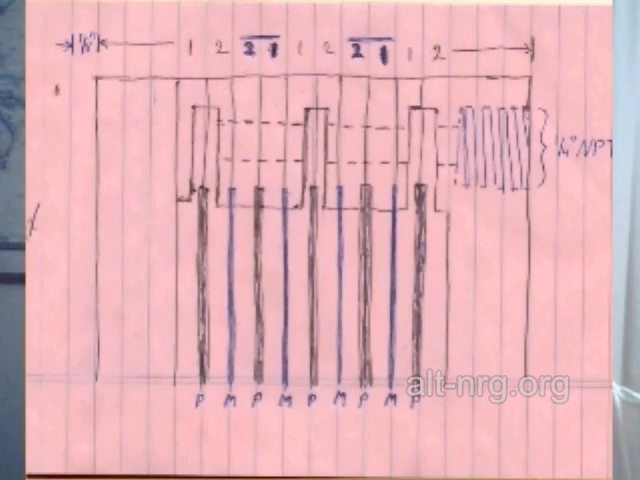 1/8"
1 2 2 1 1 2 2 1 1 2
1/4" NPT
alt-nrg.org
P M P M P M P M P